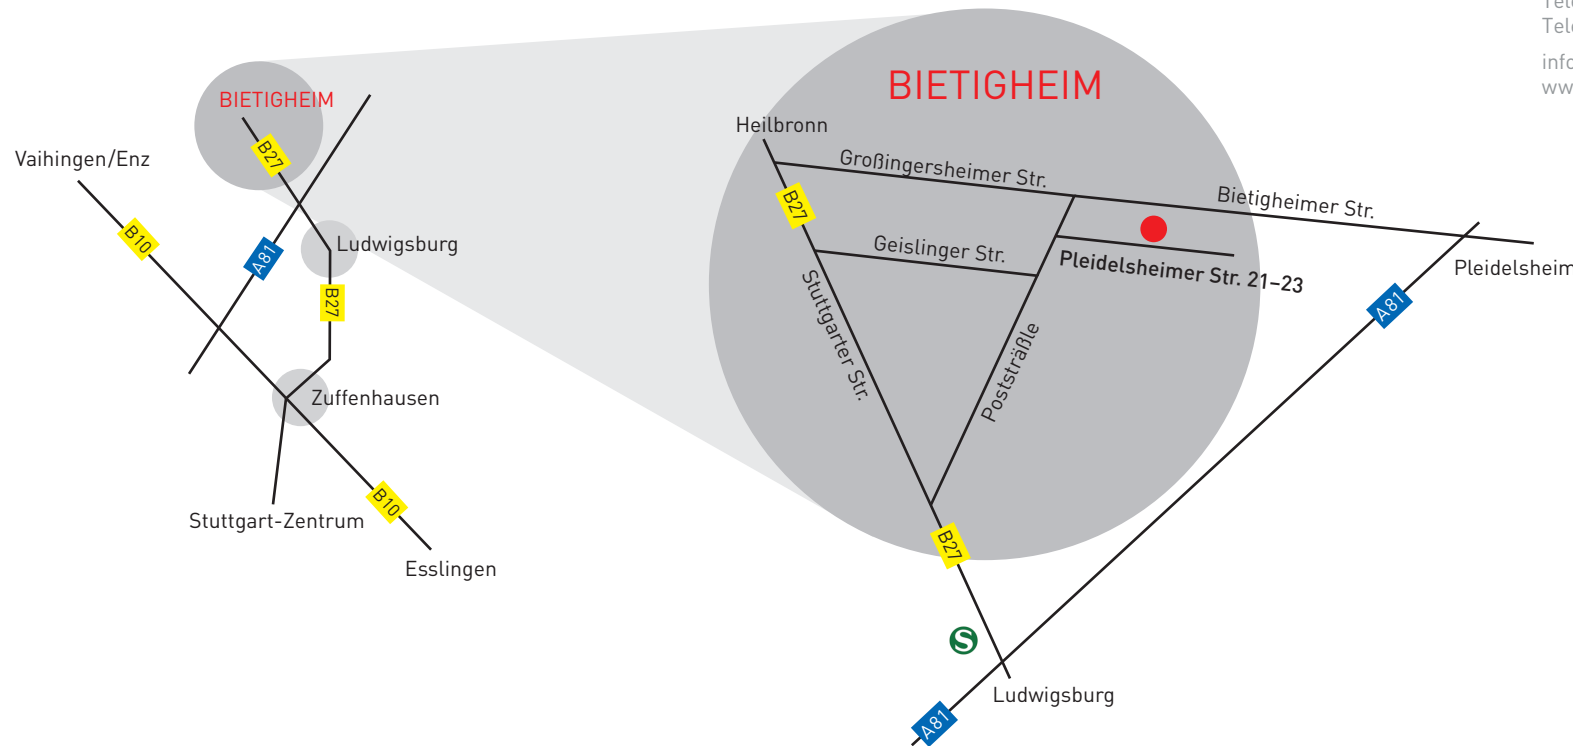 BIETIGHEIM
B27
Vaihingen/Enz
B10
A81
Ludwigsburg
B27
Zuffenhausen
Stuttgart-Zentrum
B10
Esslingen
BIETIGHEIM
Heilbronn
Großingersheimer Str.
B27
Bietigheimer Str.
Geislinger Str.
Pleidelsheimer Str. 21–23
Pleidelsheim
A81
Stuttgarter Str.
Poststräßle
B27
S
Ludwigsburg
A81